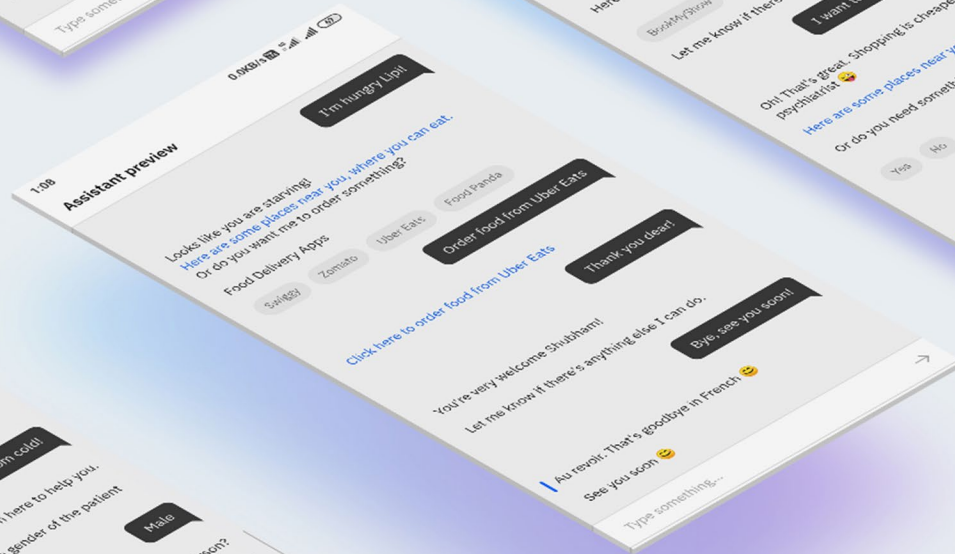 Type some
1:08
0.0KB/s
Assistant preview
I'm hungry Lipi!
Looks like you are starving!
Here are some places near you, where you can eat.
Or do you want me to order something?
Food Delivery Apps
Swiggy
Zomato
Uber Eats
Food Panda
Order food from Uber Eats
Click here to order food from Uber Eats
Thank you dear!
You're very welcome Shubham!
Let me know if there's anything else I can do.
Bye, see you soon!
Au revoir. That's goodbye in French 😊
See you soon 😊
Type something...
Here
BookMyShow
Let me know if there
I want
Oh! That's great. Shopping is cheape
psychiatrist 😜
Here are some places near y
Or do you need someth
Yes
No
cold!
here to help you.
gender of the patient
Male